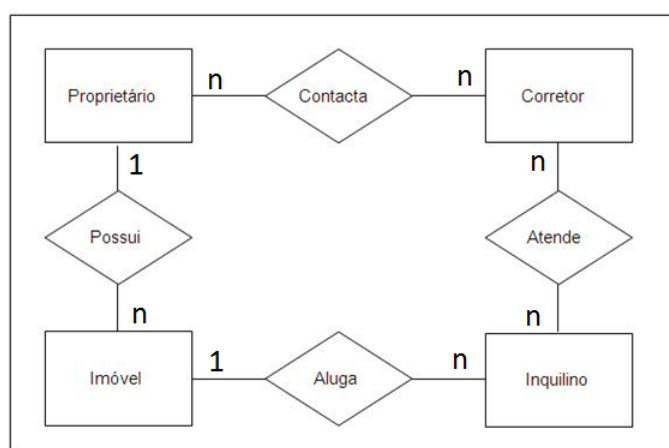 Proprietário
n
Contacta
n
Corretor
1
n
Possui
Atende
n
n
Imóvel
1
Aluga
n
Inquilino